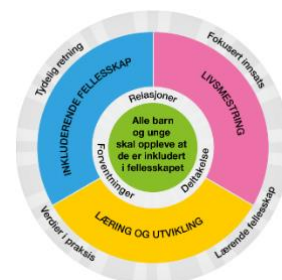 Tydelig retning
Fokusert innsats
INKLUDERENDE FELLESSKAP
LIVSMESTRING
Relasjoner
Alle barn
og unge
skal oppleve at
de er inkludert
i fellesskapet
Forventninger
Deltakelse
LÆRING OG UTVIKLING
Verdier i praksis
Lærende fellesskap